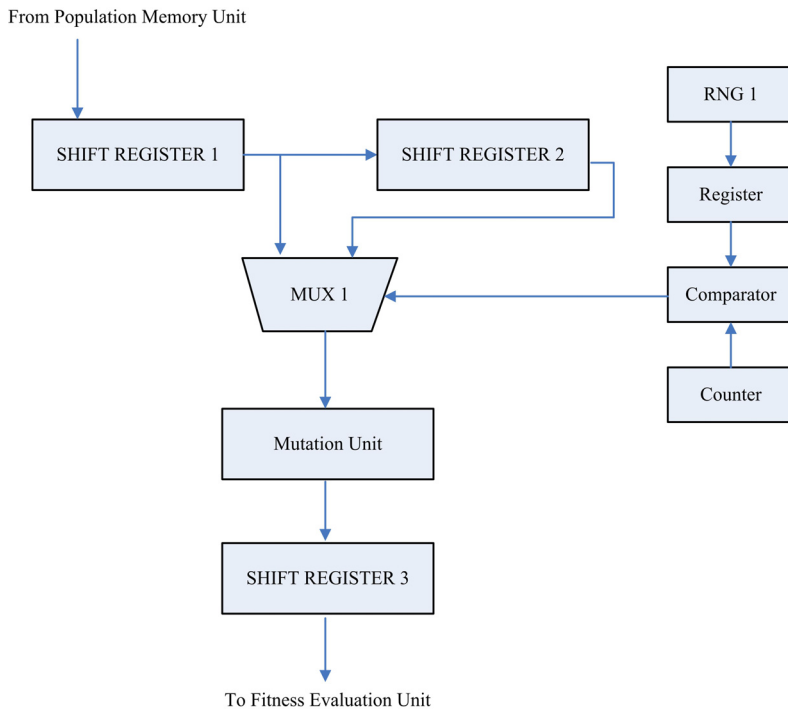 From Population Memory Unit
RNG 1
SHIFT REGISTER 1
SHIFT REGISTER 2
Register
MUX 1
Comparator
Counter
Mutation Unit
SHIFT REGISTER 3
To Fitness Evaluation Unit